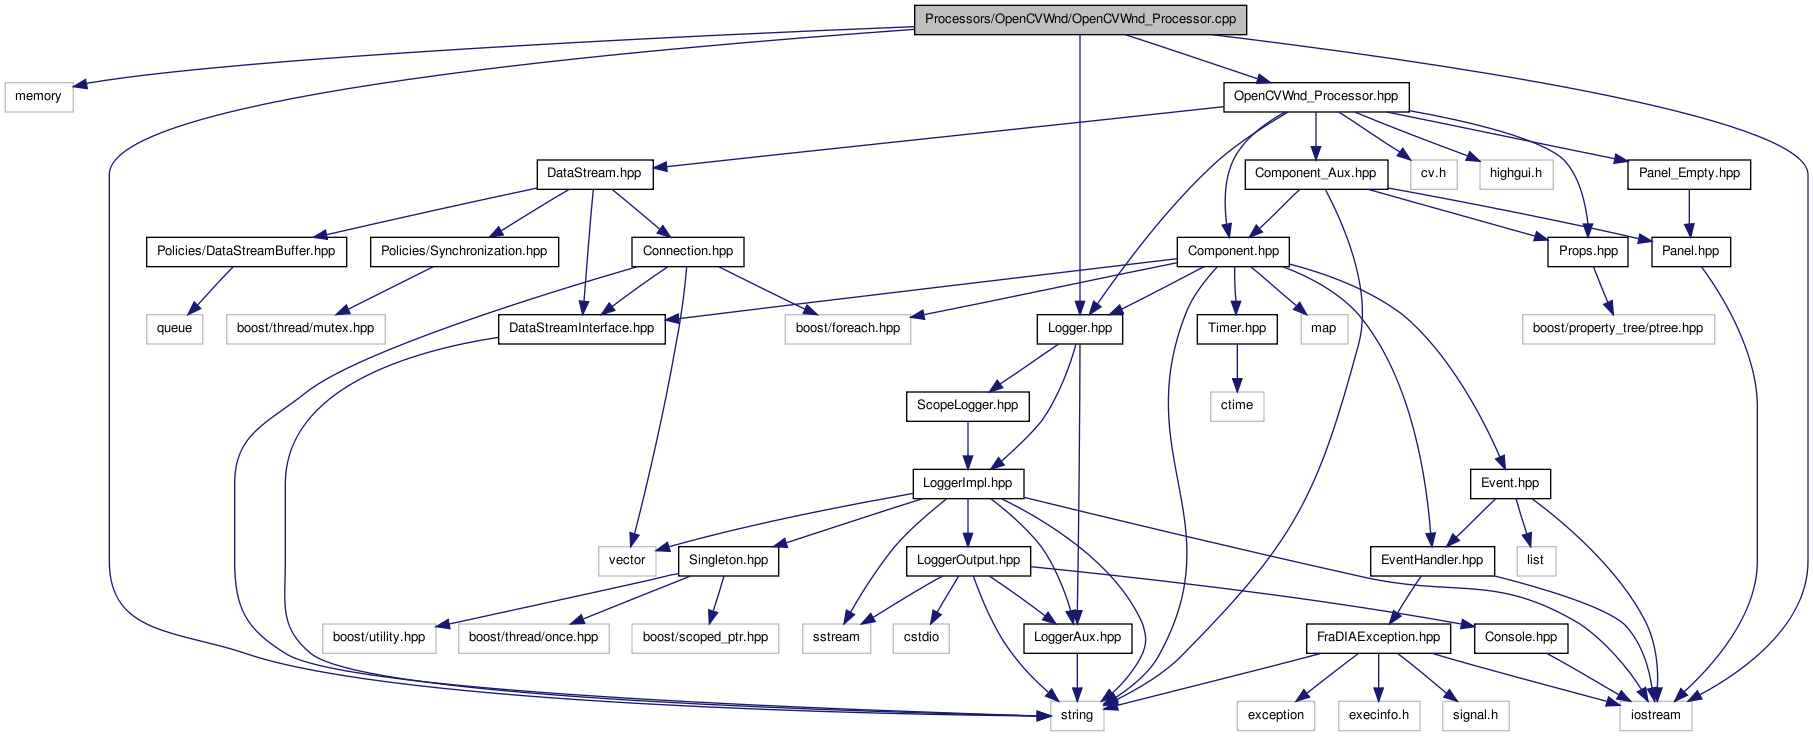 Processors/OpenCVWnd/OpenCVWnd_Processor.cpp
memory
OpenCVWnd_Processor.hpp
DataStream.hpp
Component_Aux.hpp
cv.h
highgui.h
Panel_Empty.hpp
Policies/DataStreamBuffer.hpp
Policies/Synchronization.hpp
Connection.hpp
Component.hpp
Props.hpp
Panel.hpp
queue
boost/thread/mutex.hpp
DataStreamInterface.hpp
boost/foreach.hpp
Logger.hpp
Timer.hpp
map
boost/property_tree/ptree.hpp
ScopeLogger.hpp
ctime
LoggerImpl.hpp
Event.hpp
vector
Singleton.hpp
LoggerOutput.hpp
EventHandler.hpp
list
boost/utility.hpp
boost/thread/once.hpp
boost/scoped_ptr.hpp
sstream
cstdio
LoggerAux.hpp
FraDIAException.hpp
Console.hpp
string
exception
execinfo.h
signal.h
iostream